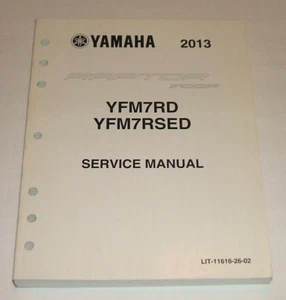 YAMAHA 2013
YFM7RD
YFM7RSED
SERVICE MANUAL
LIT-11616-26-02